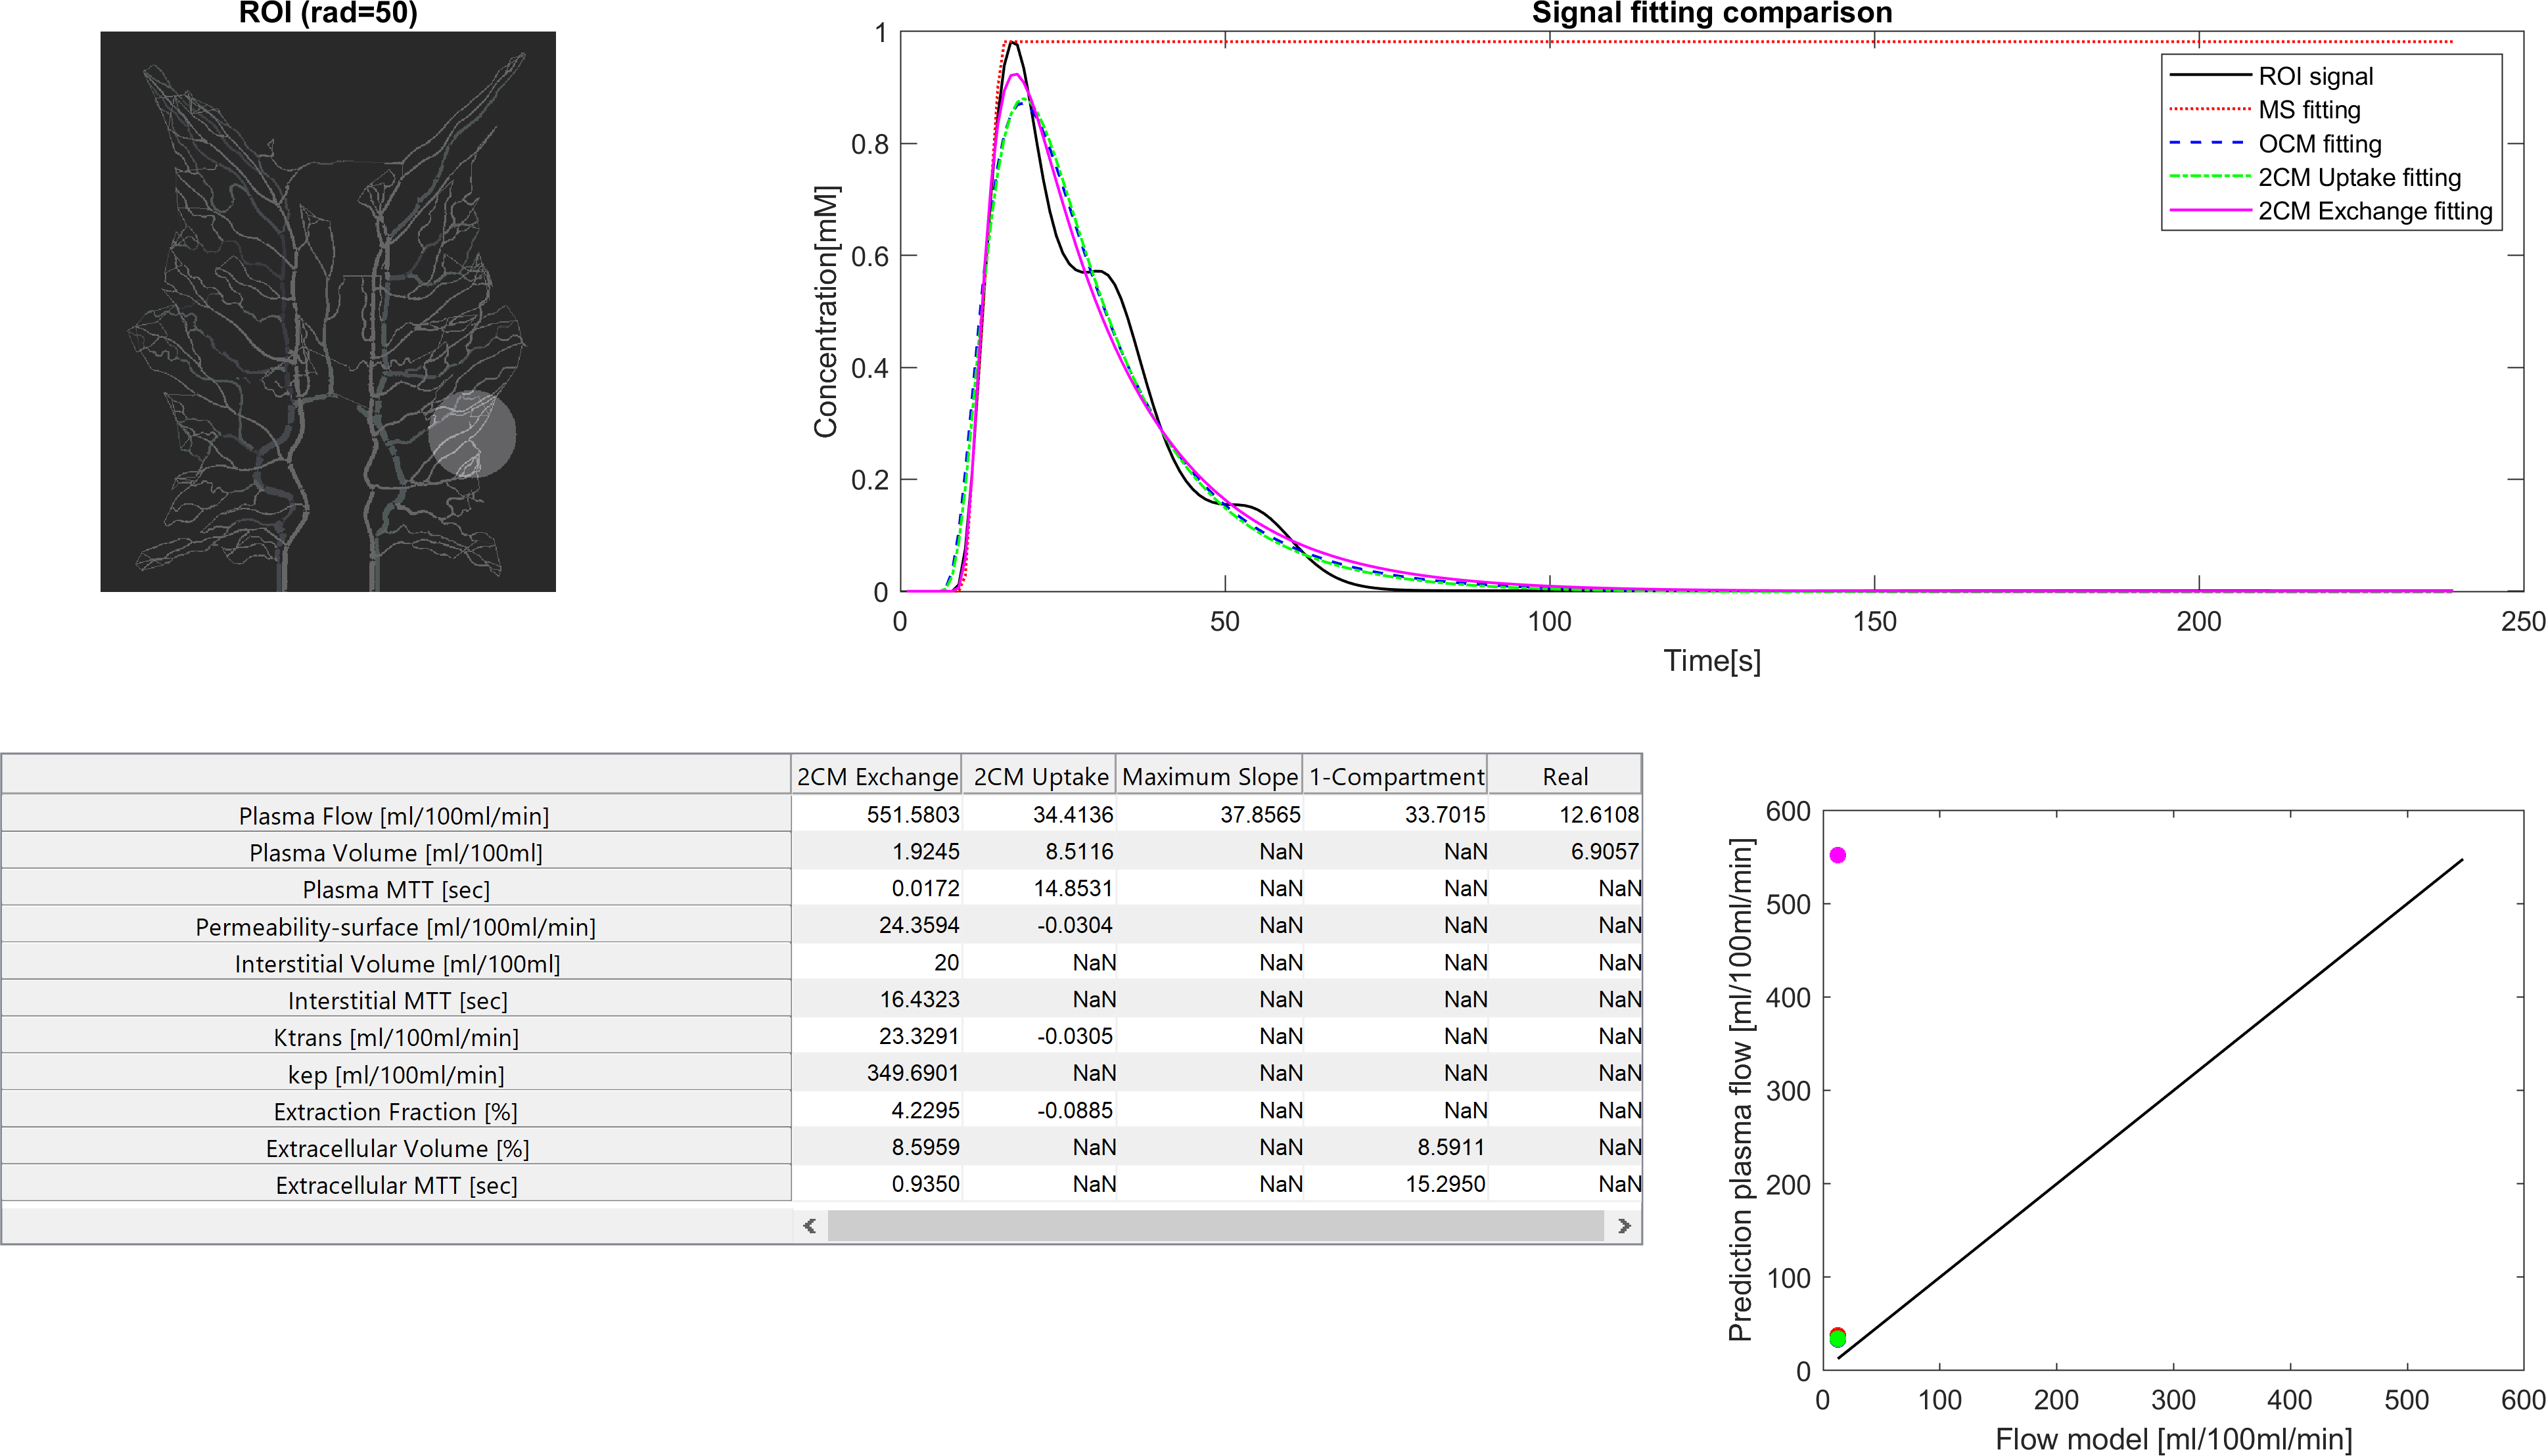 ROI (rad=50)
Signal fitting comparison
1
0.8
0.6
0.4
0.2
0
Concentration[mM]
0 50 100 150 200 250
Time[s]
ROI signal
MS fitting
OCM fitting
2CM Uptake fitting
2CM Exchange fitting
2CM Exchange 2CM Uptake Maximum Slope 1-Compartment Real
Plasma Flow [ml/100ml/min] 551.5803 34.4136 37.8565 33.7015 12.6108
Plasma Volume [ml/100ml] 1.9245 8.5116 NaN NaN 6.9057
Plasma MTT [sec] 0.0172 14.8531 NaN NaN NaN
Permeability-surface [ml/100ml/min] 24.3594 -0.0304 NaN NaN NaN
Interstitial Volume [ml/100ml] 20 NaN NaN NaN NaN
Interstitial MTT [sec] 16.4323 NaN NaN NaN NaN
Ktrans [ml/100ml/min] 23.3291 -0.0305 NaN NaN NaN
kep [ml/100ml/min] 349.6901 NaN NaN NaN NaN
Extraction Fraction [%] 4.2295 -0.0885 NaN NaN NaN
Extracellular Volume [%] 8.5959 NaN NaN 8.5911 NaN
Extracellular MTT [sec] 0.9350 NaN NaN 15.2950 NaN
600
500
400
300
200
100
0
Prediction plasma flow [ml/100ml/min]
0 100 200 300 400 500 600
Flow model [ml/100ml/min]